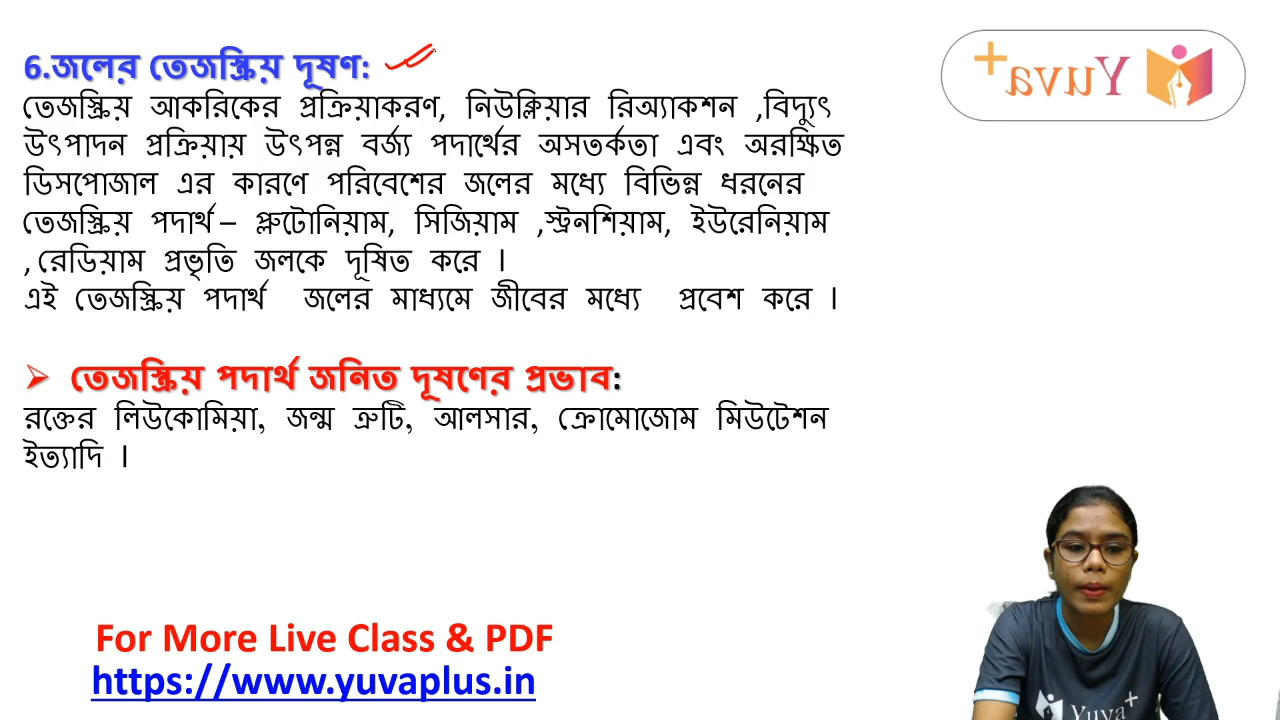 6.জলের তেজস্ক্রিয় দূষণ:
তেজস্ক্রিয় আকরিকের প্রক্রিয়াকরণ, নিউক্লিয়ার রিঅ্যাকশন ,বিদ্যুৎ
উৎপাদন প্রক্রিয়ায় উৎপন্ন বর্জ্য পদার্থের অসতর্কতা এবং অরক্ষিত
ডিসপোজাল এর কারণে পরিবেশের জলের মধ্যে বিভিন্ন ধরনের
তেজস্ক্রিয় পদার্থ – প্লুটোনিয়াম, সিজিয়াম ,স্ট্রনশিয়াম, ইউরেনিয়াম
,রেডিয়াম প্রভৃতি জলকে দূষিত করে ।
এই তেজস্ক্রিয় পদার্থ জলের মাধ্যমে জীবের মধ্যে প্রবেশ করে ।
➢ তেজস্ক্রিয় পদার্থ জনিত দূষণের প্রভাব:
রক্তের লিউকোমিয়া, জন্ম ত্রুটি, আলসার, ক্রোমোজোম মিউটেশন
ইত্যাদি ।
For More Live Class & PDF
https://www.yuvaplus.in
Yuva+
Yuva+